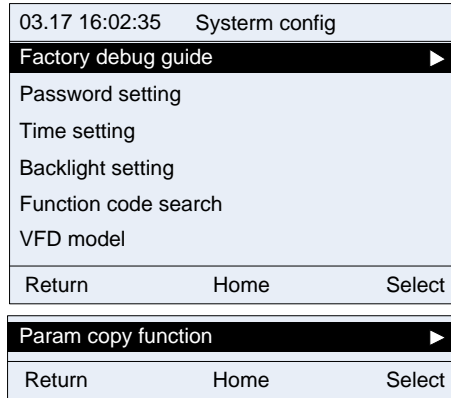 03.17 16:02:35 Systerm config
Factory debug guide ▶
Password setting
Time setting
Backlight setting
Function code search
VFD model
Return Home Select
Param copy function ▶
Return Home Select